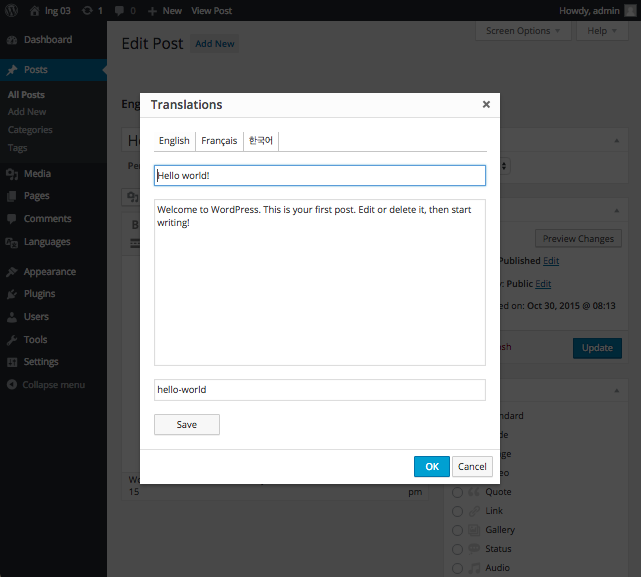 lng 03 1 0 New View Post Howdy, admin
Screen Options Help
Dashboard
Edit Post Add New
Posts
All Posts
Add New
Categories
Tags
Media
Pages
Comments
Languages
Appearance
Plugins
Users
Tools
Settings
Collapse menu
Translations
English Français 한국어
Hello world!
Welcome to WordPress. This is your first post. Edit or delete it, then start
writing!
hello-world
Save
OK Cancel
Preview Changes
Published Edit
Public Edit
on: Oct 30, 2015 @ 08:13
Update
15 pm
Quote
Link
Gallery
Status
Audio